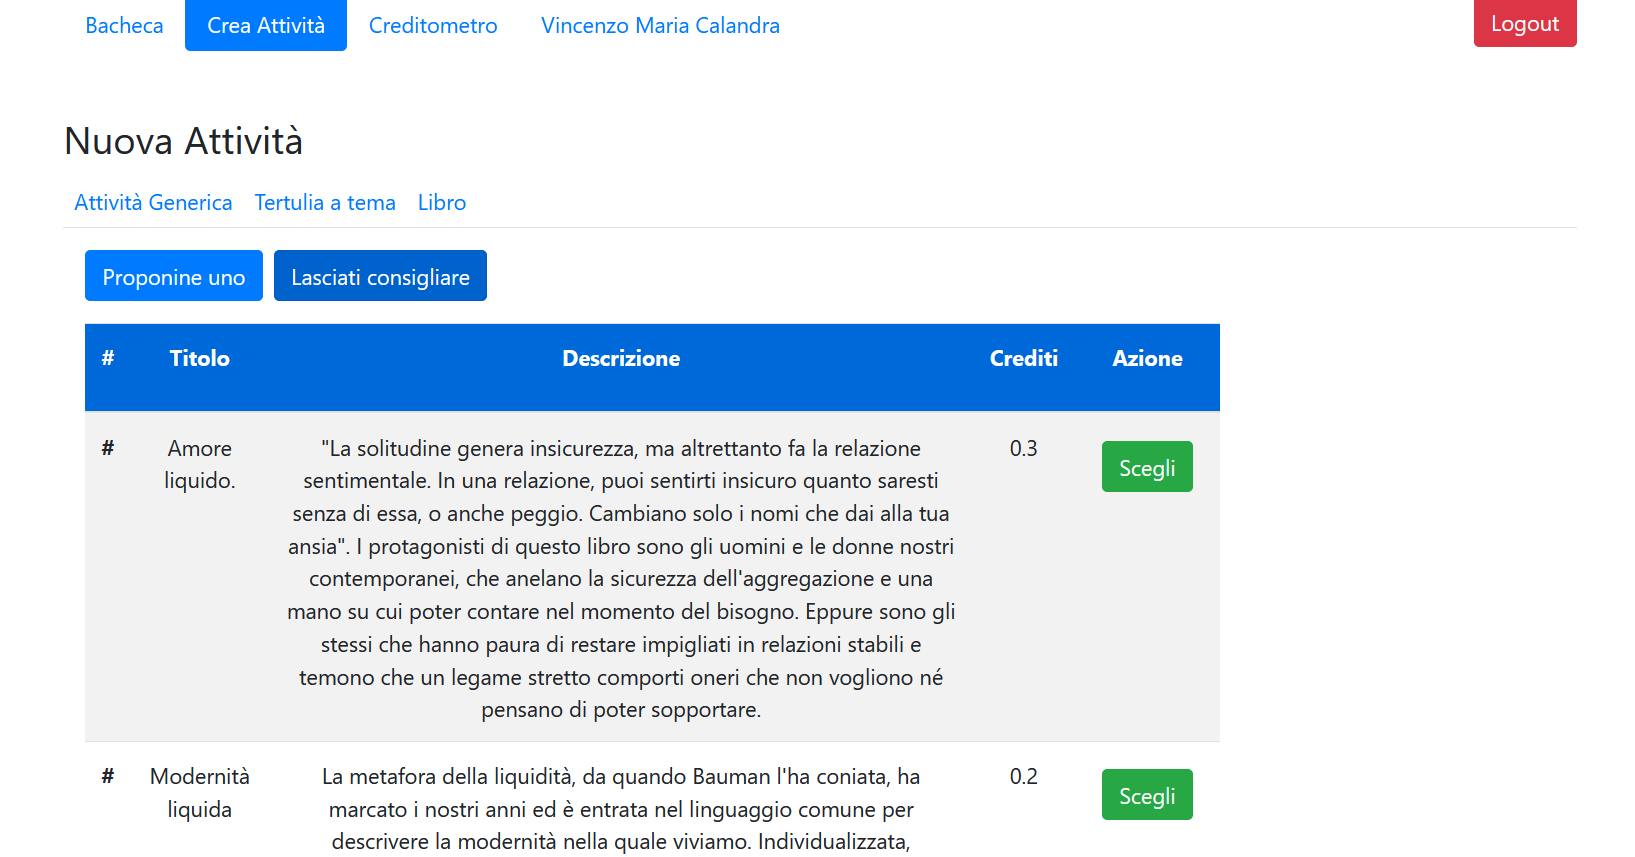 Bacheca Crea Attività Creditometro Vincenzo Maria Calandra Logout
Nuova Attività
Attività Generica Tertulia a tema Libro
Proponine uno Lasciati consigliare
# Titolo Descrizione Crediti Azione
# Amore "La solitudine genera insicurezza, ma altrettanto fa la relazione 0.3 Scegli
liquido. sentimentale. In una relazione, puoi sentirti insicuro quanto saresti
senza di essa, o anche peggio. Cambiano solo i nomi che dai alla tua
ansia". I protagonisti di questo libro sono gli uomini e le donne nostri
contemporanei, che anelano la sicurezza dell'aggregazione e una
mano su cui poter contare nel momento del bisogno. Eppure sono gli
stessi che hanno paura di restare impigliati in relazioni stabili e
temono che un legame stretto comporti oneri che non vogliono né
pensano di poter sopportare.
# Modernità La metafora della liquidità, da quando Bauman l'ha coniata, ha 0.2 Scegli
liquida marcato i nostri anni ed è entrata nel linguaggio comune per
descrivere la modernità nella quale viviamo. Individualizzata,